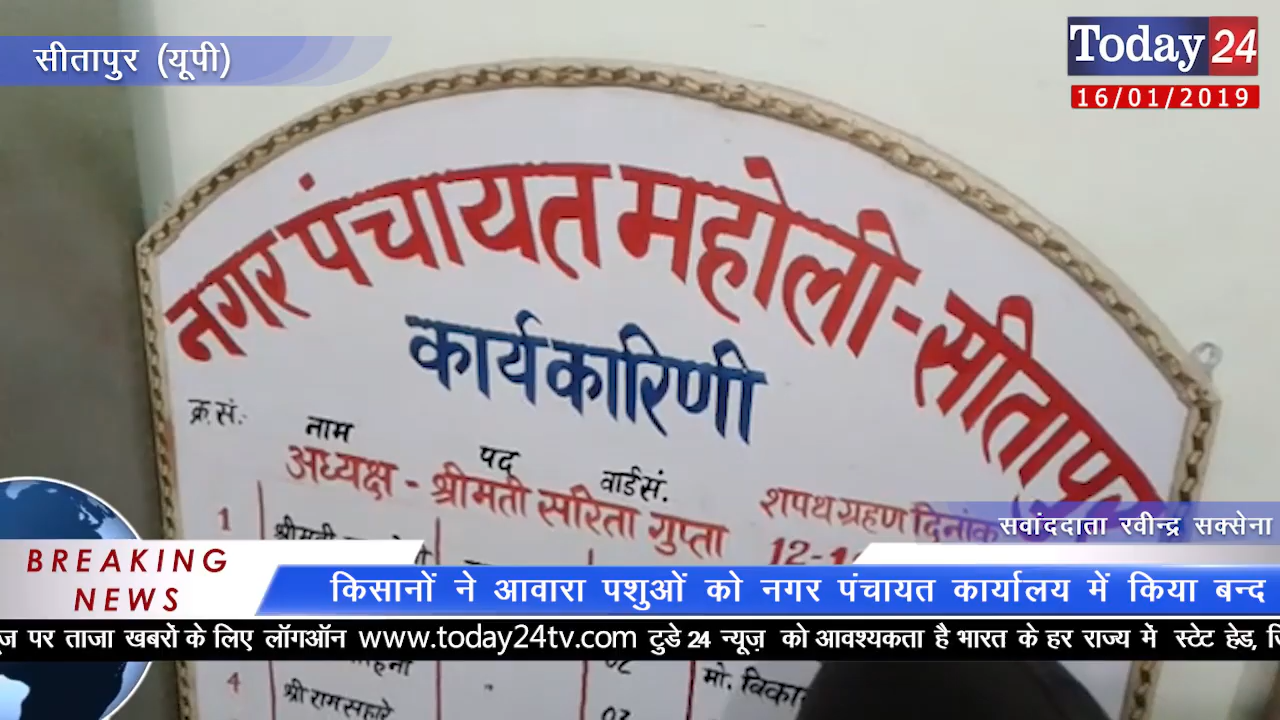 सीतापुर (यूपी)
Today 24
16/01/2019
नगर पंचायत महोली-सीतापुर
कार्यकारिणी
क्र.सं. नाम पद वार्ड सं.
अध्यक्ष - श्रीमती सरिता गुप्ता शपथ ग्रहण दिनांक
1 श्रीमती
सवांददाता रवीन्द्र सक्सेना
BREAKING
NEWS
किसानों ने आवारा पशुओं को नगर पंचायत कार्यालय में किया बन्द
पर ताजा खबरों के लिए लॉगऑन www.today24tv.com टुडे 24 न्यूज़ को आवश्यकता है भारत के हर राज्य में स्टेट हेड,
4 श्री राम सहारे मो.